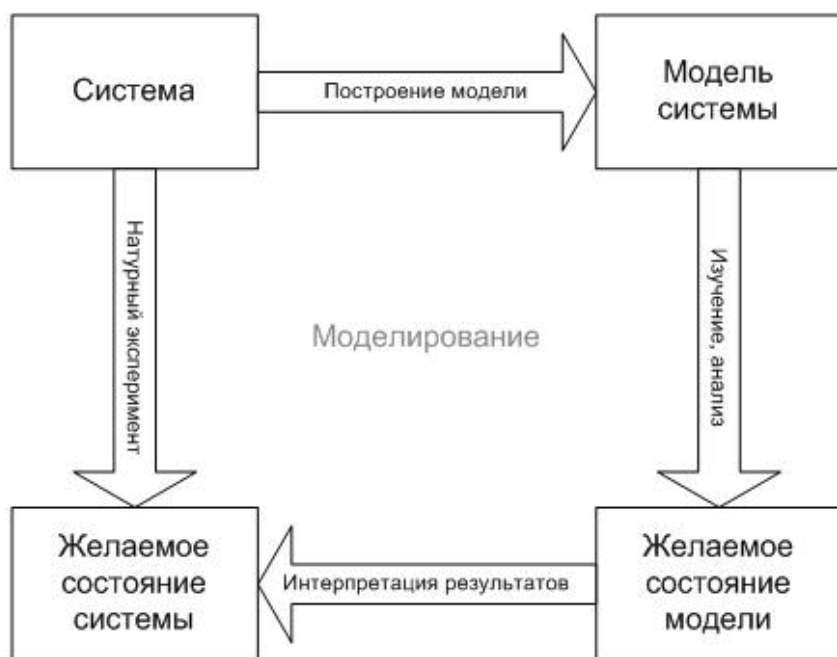 Система
Построение модели
Модель
системы
Натурный эксперимент
Моделирование
Изучение, анализ
Желаемое
состояние
системы
Интерпретация результатов
Желаемое
состояние
модели